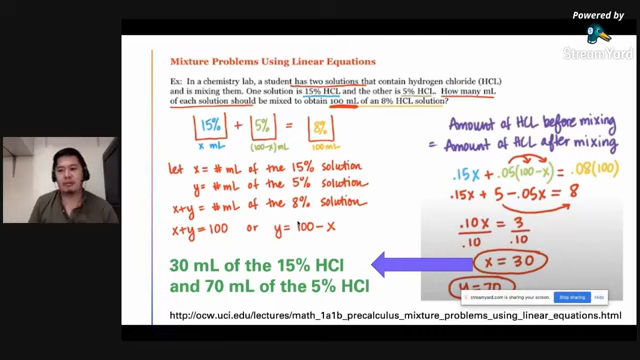 Powered by
StreamYard
Mixture Problems Using Linear Equations
Ex: In a chemistry lab, a student has two solutions that contain hydrogen chloride (HCL)
and is mixing them. One solution is 15% HCL and the other is 5% HCL. How many mL
of each solution should be mixed to obtain 100 mL of an 8% HCL solution?
15% + 5% = 8%
x mL (100-x) mL 100 mL
let x = # mL of the 15% solution
y = # mL of the 5% solution
x+y = # mL of the 8% solution
x+y = 100 or y = 100 - x
30 mL of the 15% HCl
and 70 mL of the 5% HCl
Amount of HCL before mixing
= Amount of HCL after mixing
.15x + .05(100-x) = .08(100)
.15x + 5 - .05x = 8
.10x = 3
.10 .10
x = 30
y = 70
streamyard.com is sharing your screen. Stop sharing Hide
http://ocw.uci.edu/lectures/math_1a1b_precalculus_mixture_problems_using_linear_equations.html